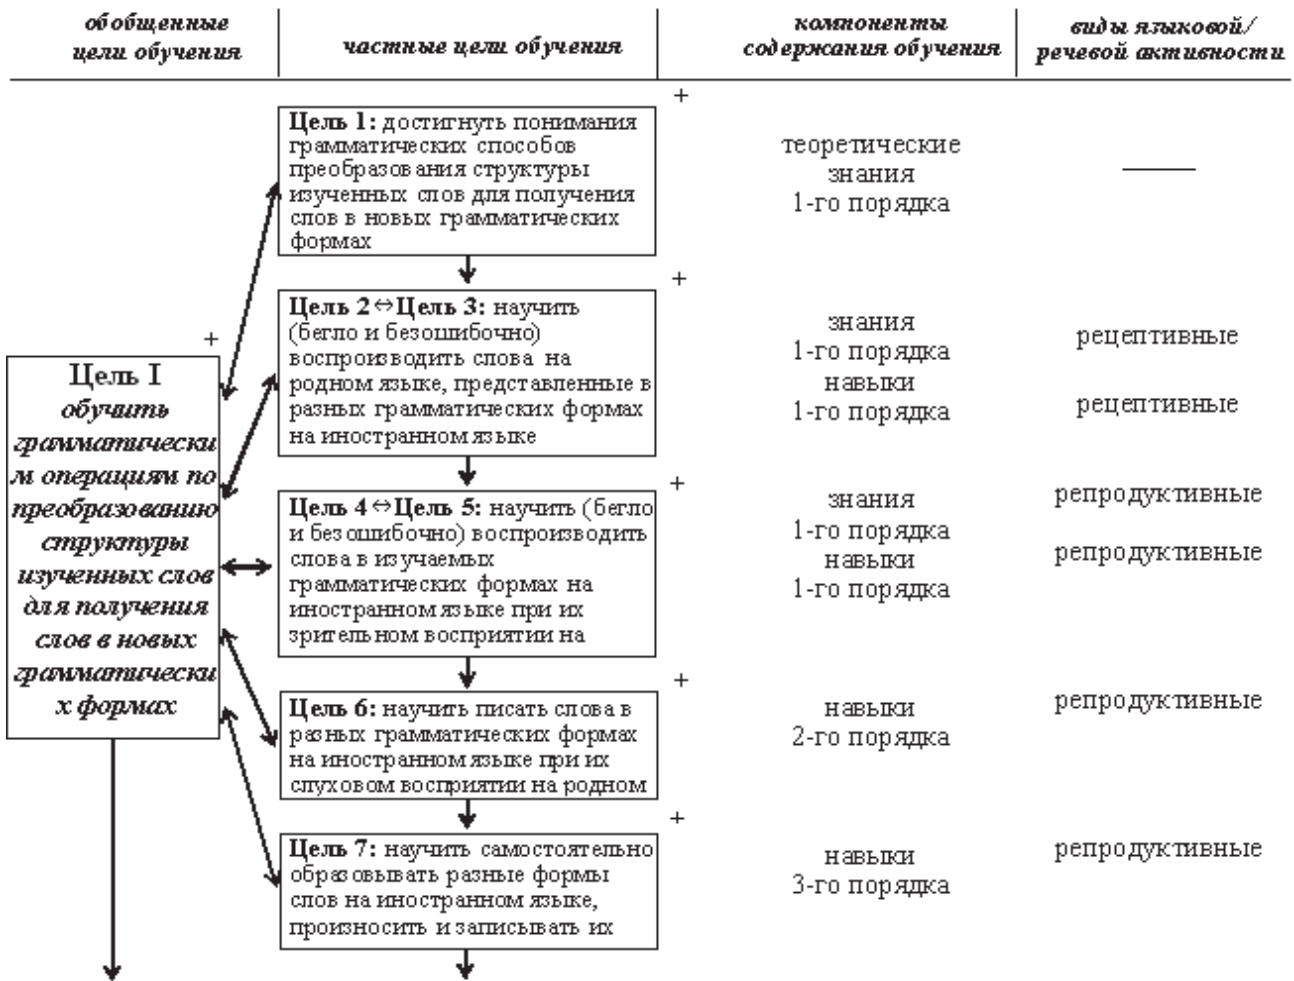 обобщенные
цели обучения
частные цели обучения
компоненты
содержания обучения
виды языковой/
речевой активности
+
Цель 1: достигнуть понимания
грамматических способов
преобразования структуры
изученных слов для получения
слов в новых грамматических
формах
теоретические
знания
1-го порядка
+
Цель 2⇔Цель 3: научить
(бегло и безошибочно)
воспроизводить слова на
родном языке, представленные в
разных грамматических формах
на иностранном языке
знания
1-го порядка
навыки
1-го порядка
рецептивные
рецептивные
+
Цель I
обучить
грамматически
м операциям по
преобразованию
структуры
изученных слов
для получения
слов в новых
грамматически
х формах
+
Цель 4⇔Цель 5: научить (бегло
и безошибочно) воспроизводить
слова в изучаемых
грамматических формах на
иностранном языке при их
зрительном восприятии на
знания
1-го порядка
навыки
1-го порядка
репродуктивные
репродуктивные
+
Цель 6: научить писать слова в
разных грамматических формах
на иностранном языке при их
слуховом восприятии на родном
навыки
2-го порядка
репродуктивные
+
Цель 7: научить самостоятельно
образовывать разные формы
слов на иностранном языке,
произносить и записывать их
навыки
3-го порядка
репродуктивные